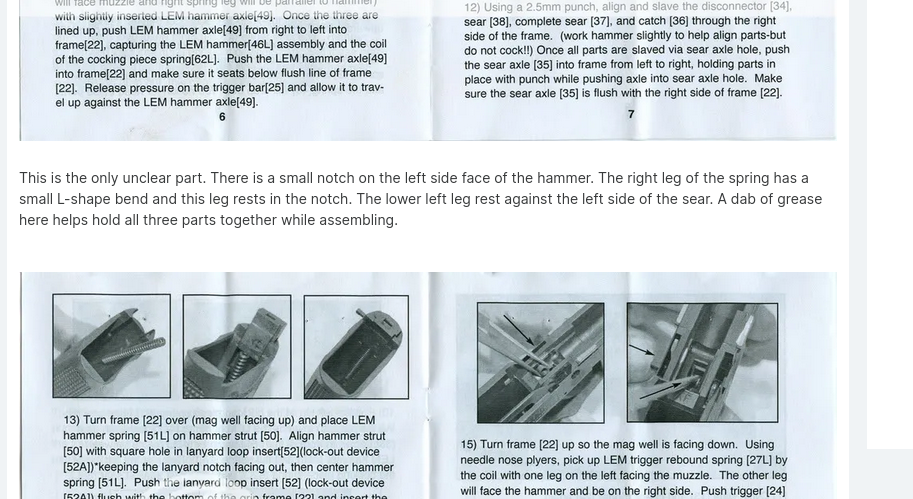 will face muzzle and right spring leg will be parrallel to hammer)
with slightly inserted LEM hammer axle[49]. Once the three are
lined up, push LEM hammer axle[49] from right to left into
frame[22], capturing the LEM hammer[46L] assembly and the coil
of the cocking piece spring[62L]. Push the LEM hammer axle[49]
into frame[22] and make sure it seats below flush line of frame
[22]. Release pressure on the trigger bar[25] and allow it to trav-
el up against the LEM hammer axle[49].
6
12) Using a 2.5mm punch, align and slave the disconnector [34],
sear [38], complete sear [37], and catch [36] through the right
side of the frame. (work hammer slightly to help align parts-but
do not cock!!) Once all parts are slaved via sear axle hole, push
the sear axle [35] into frame from left to right, holding parts in
place with punch while pushing axle into sear axle hole. Make
sure the sear axle [35] is flush with the right side of frame [22].
7
This is the only unclear part. There is a small notch on the left side face of the hammer. The right leg of the spring has a
small L-shape bend and this leg rests in the notch. The lower left leg rest against the left side of the sear. A dab of grease
here helps hold all three parts together while assembling.
13) Turn frame [22] over (mag well facing up) and place LEM
hammer spring [51L] on hammer strut [50]. Align hammer strut
[50] with square hole in lanyard loop insert[52](lock-out device
[52A])*keeping the lanyard notch facing out, then center hammer
spring [51L]. Push the lanyard loop insert [52] (lock-out device
[52A]) flush with the bottom of the grip frame [22] and insert the
15) Turn frame [22] up so the mag well is facing down. Using
needle nose plyers, pick up LEM trigger rebound spring [27L] by
the coil with one leg on the left facing the muzzle. The other leg
will face the hammer and be on the right side. Push trigger [24]